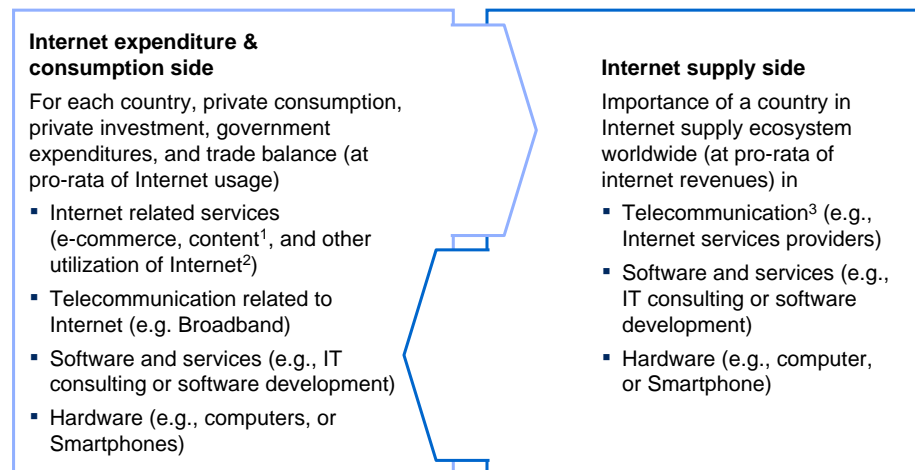 Internet expenditure &
consumption side
For each country, private consumption,
private investment, government
expenditures, and trade balance (at
pro-rata of Internet usage)
▪ Internet related services
(e-commerce, content¹, and other
utilization of Internet²)
▪ Telecommunication related to
Internet (e.g. Broadband)
▪ Software and services (e.g., IT
consulting or software development)
▪ Hardware (e.g., computers, or
Smartphones)
Internet supply side
Importance of a country in
Internet supply ecosystem
worldwide (at pro-rata of
internet revenues) in
▪ Telecommunication³ (e.g.,
Internet services providers)
▪ Software and services (e.g.,
IT consulting or software
development)
▪ Hardware (e.g., computer,
or Smartphone)